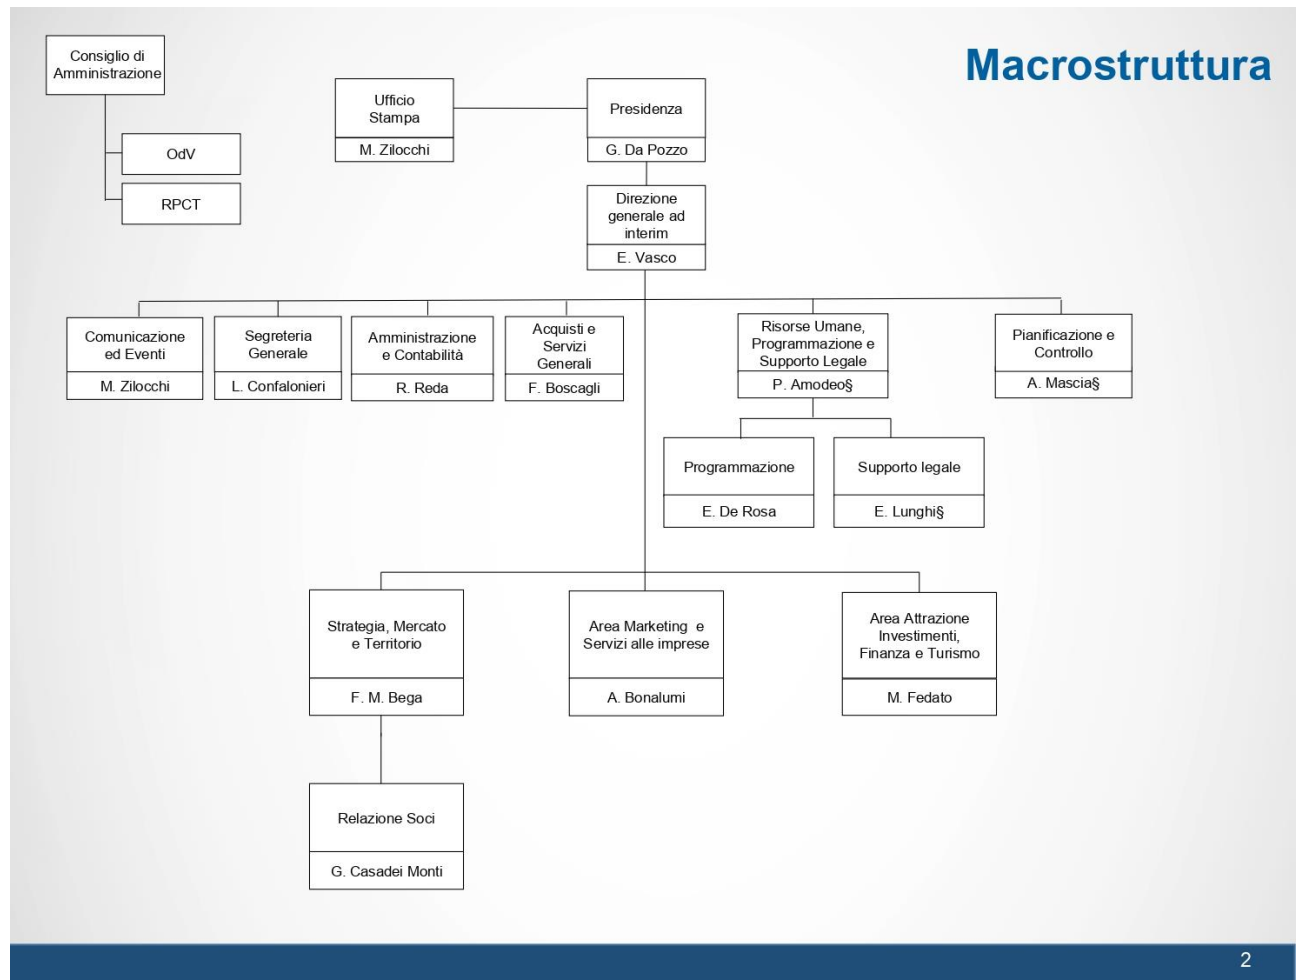 Macrostruttura
Consiglio di
Amministrazione
OdV
RPCT
Ufficio
Stampa
M. Zilocchi
Presidenza
G. Da Pozzo
Direzione
generale ad
interim
E. Vasco
Comunicazione
ed Eventi
M. Zilocchi
Segreteria
Generale
L. Confalonieri
Amministrazione
e Contabilità
R. Reda
Acquisti e
Servizi
Generali
F. Boscagli
Risorse Umane,
Programmazione e
Supporto Legale
P. Amodeo§
Pianificazione e
Controllo
A. Mascia§
Programmazione
E. De Rosa
Supporto legale
E. Lunghi§
Strategia, Mercato
e Territorio
F. M. Bega
Area Marketing e
Servizi alle imprese
A. Bonalumi
Area Attrazione
Investimenti,
Finanza e Turismo
M. Fedato
Relazione Soci
G. Casadei Monti
2